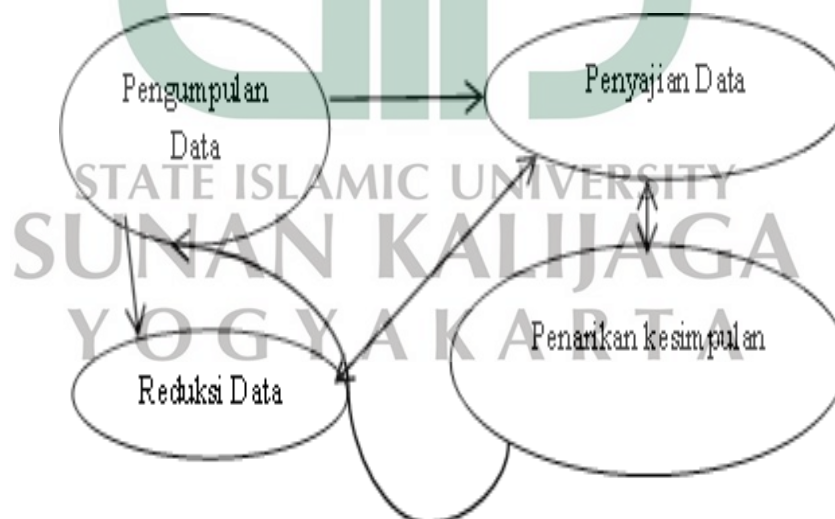 Pengumpulan
Data
Penyajian Data
STATE ISLAMIC UNIVERSITY
SUNAN KALIJAGA
YOGYAKARTA
Penarikan kesimpulan
Reduksi Data